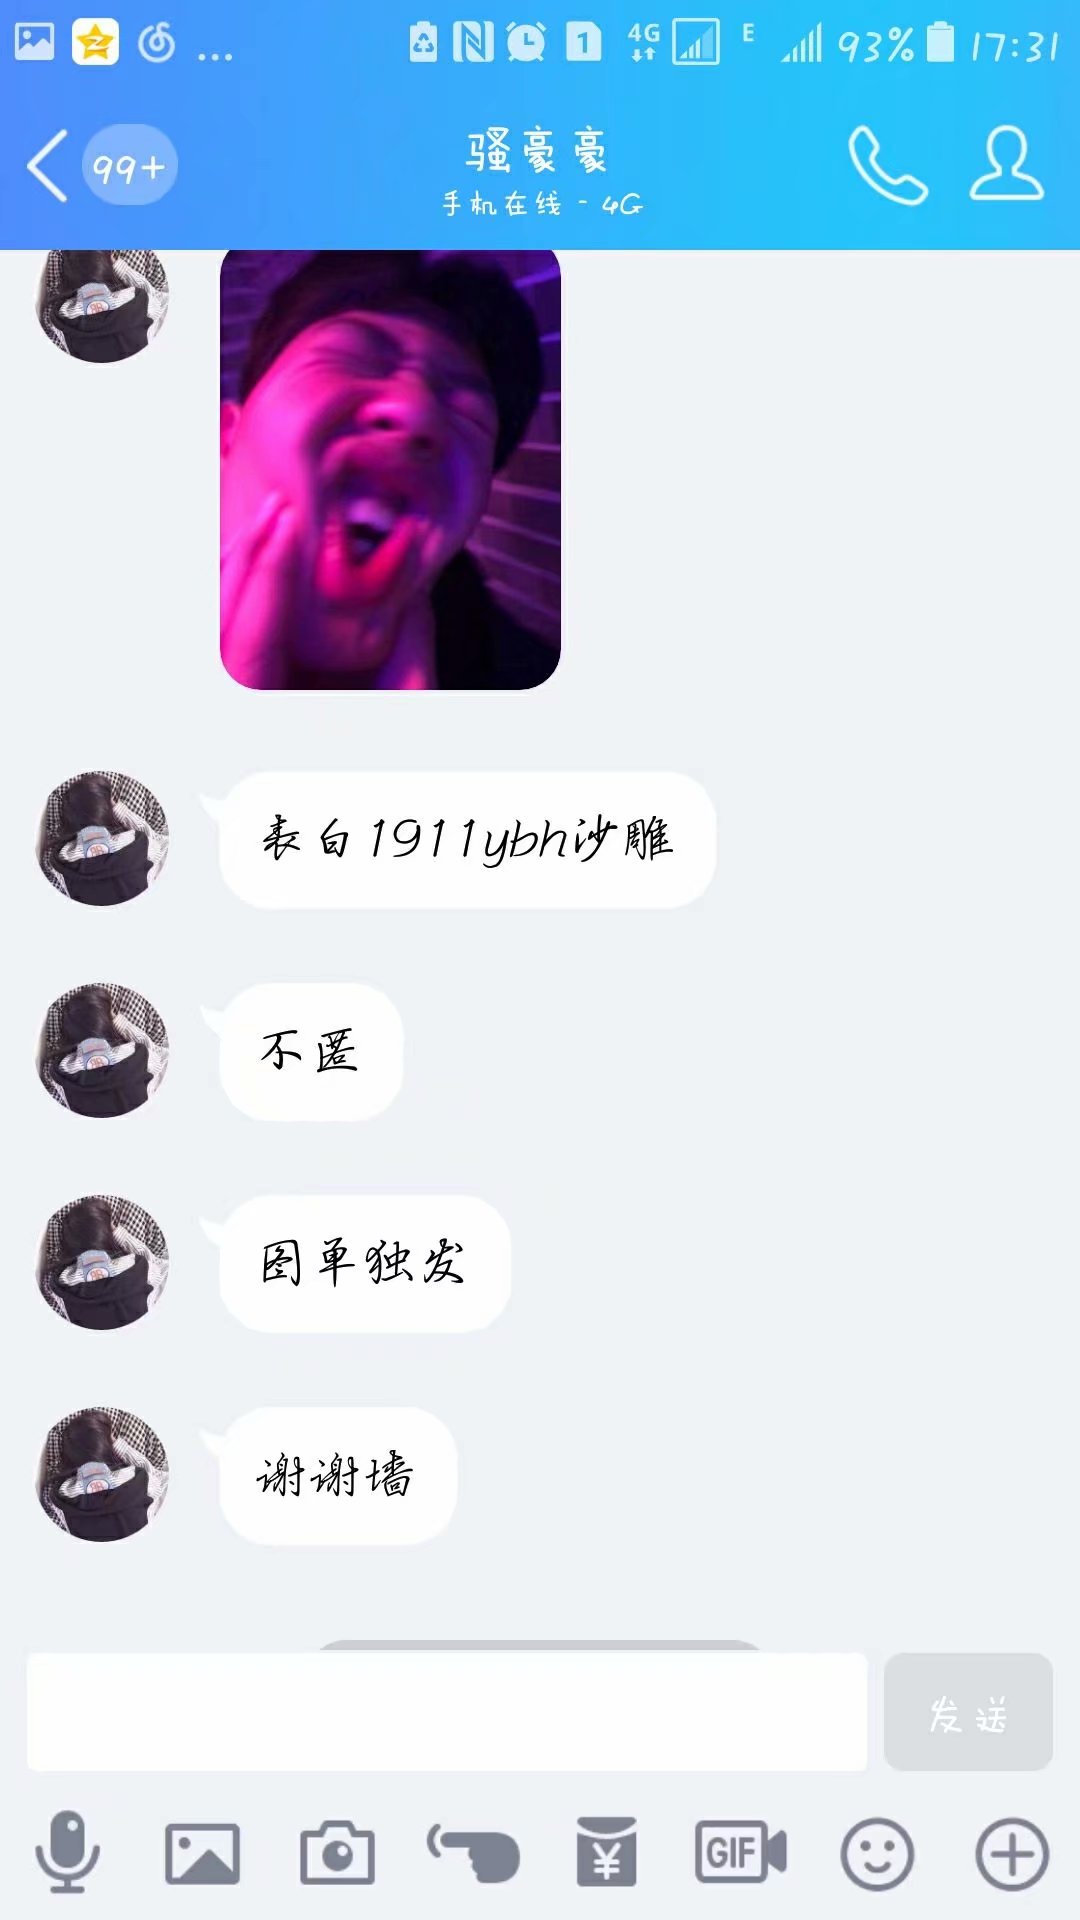 ... 1 4G E 93% 17:31
99+ 骚豪豪
手机在线 - 4G
表白1911ybh沙雕
不匿
图单独发
谢谢墙
发送
GIF